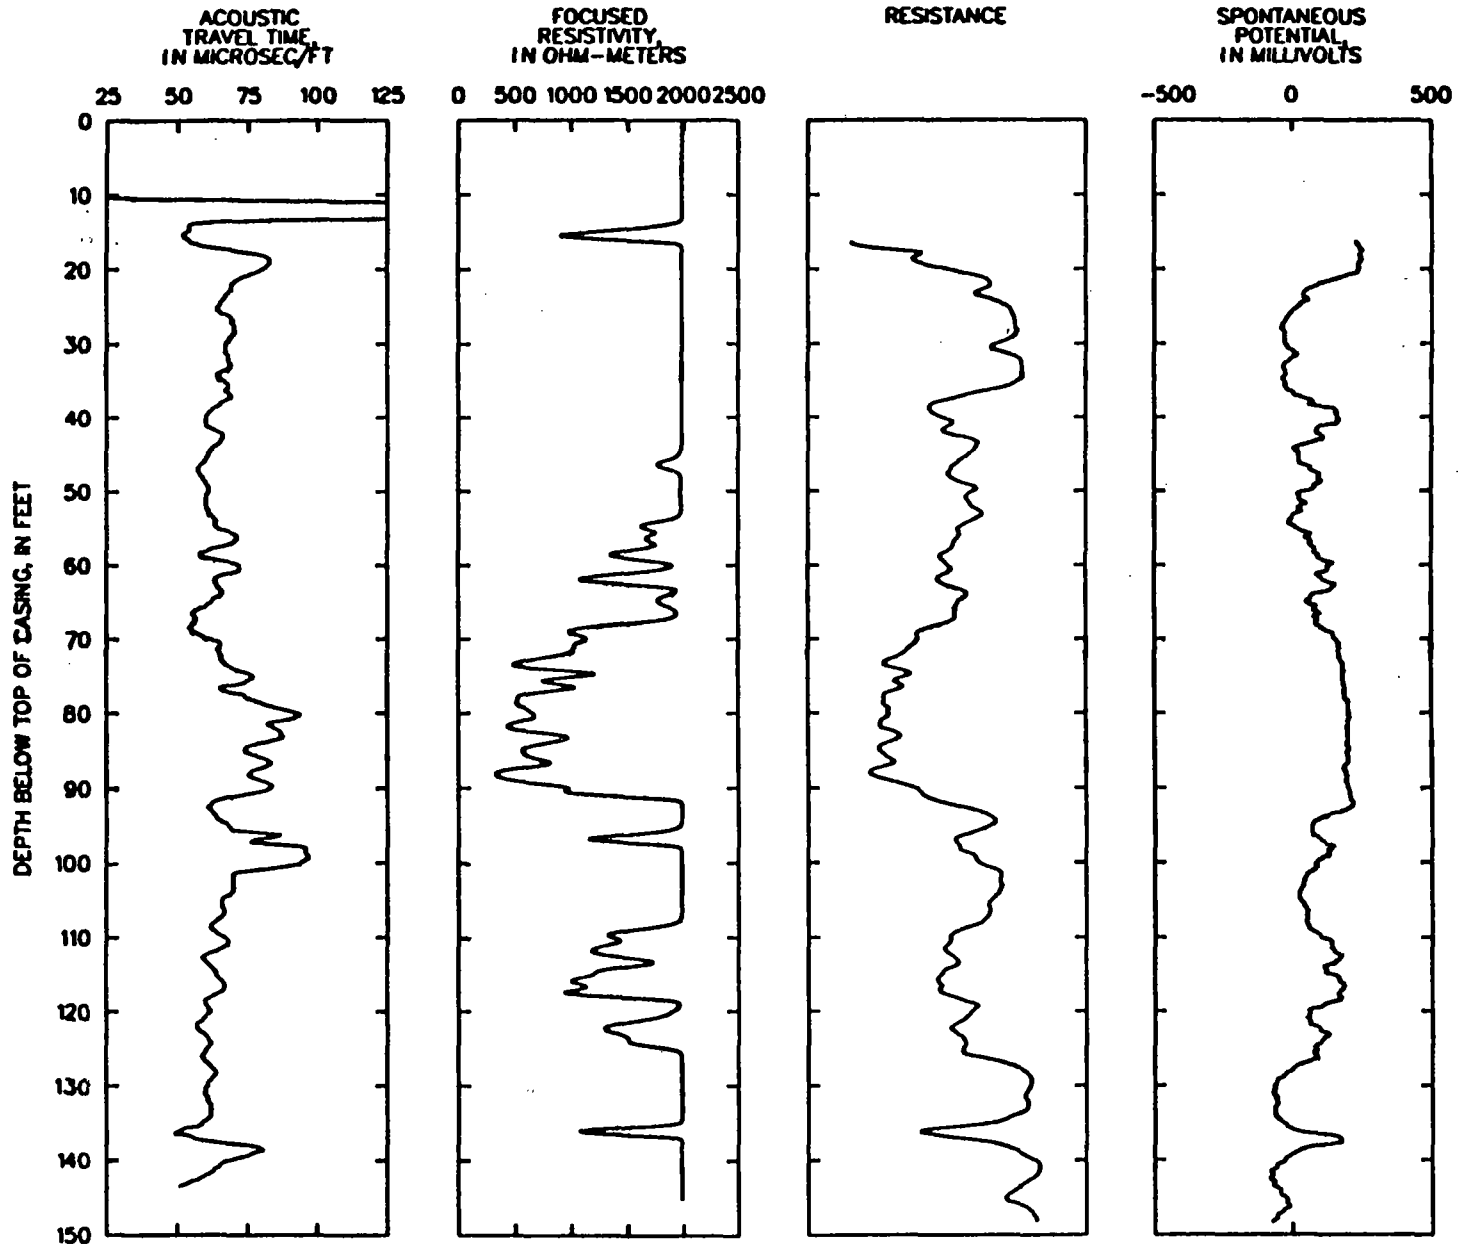 ACOUSTIC
TRAVEL TIME,
IN MICROSEC/FT
FOCUSED
RESISTIVITY,
IN OHM-METERS
RESISTANCE
SPONTANEOUS
POTENTIAL,
IN MILLIVOLTS
25 50 75 100 125
0 500 1000 1500 2000 2500
-500 0 500
DEPTH BELOW TOP OF CASING, IN FEET
0
10
20
30
40
50
60
70
80
90
100
110
120
130
140
150